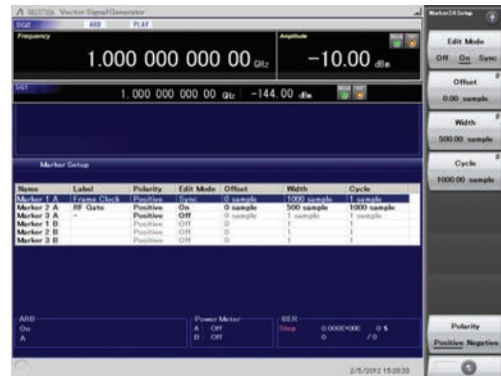 MG3710A Vector Signal Generator
SG2 ARB PLAY
Frequency Amplitude
1.000 000 000 00 GHz -10.00 dBm
SG1 1. 000 000 000 00 GHz -144. 00 dBm
Marker Setup
Name Label Polarity Edit Mode Offset Width Cycle
Marker 1 A Frame Clock Positive Sync 0 sample 1000 sample 1 sample
Marker 2 A RF Gate Positive On 0 sample 500 sample 1000 sample
Marker 3 A - Positive Off 0 sample 1 sample 1 sample
Marker 1 B Positive Off 0 1 1
Marker 2 B Positive Off 0 1 1
Marker 3 B Positive Off 0 1 1
ARB
On
A
Power Meter
A : Off
B : Off
BER
Stop 0.000E+000 0 %
0 / 0
2/5/2012 15:28:33
Marker2A Setup
Edit Mode
Off On Sync
Offset
0.00 sample
Width
500.00 sample
Cycle
1000.00 sample
Polarity
Positive Negative